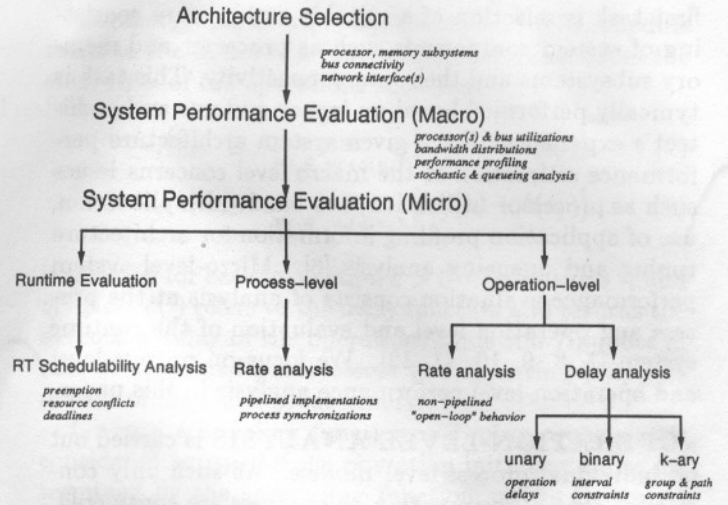 Architecture Selection
processor, memory subsystems
bus connectivity
network interface(s)
System Performance Evaluation (Macro)
processor(s) & bus utilizations
bandwidth distributions
performance profiling
stochastic & queueing analysis
System Performance Evaluation (Micro)
Runtime Evaluation
Process-level
Operation-level
RT Schedulability Analysis
preemption
resource conflicts
deadlines
Rate analysis
pipelined implementations
process synchronizations
Rate analysis
non-pipelined
"open-loop" behavior
Delay analysis
unary
binary
k-ary
operation
delays
interval
constraints
group & path
constraints